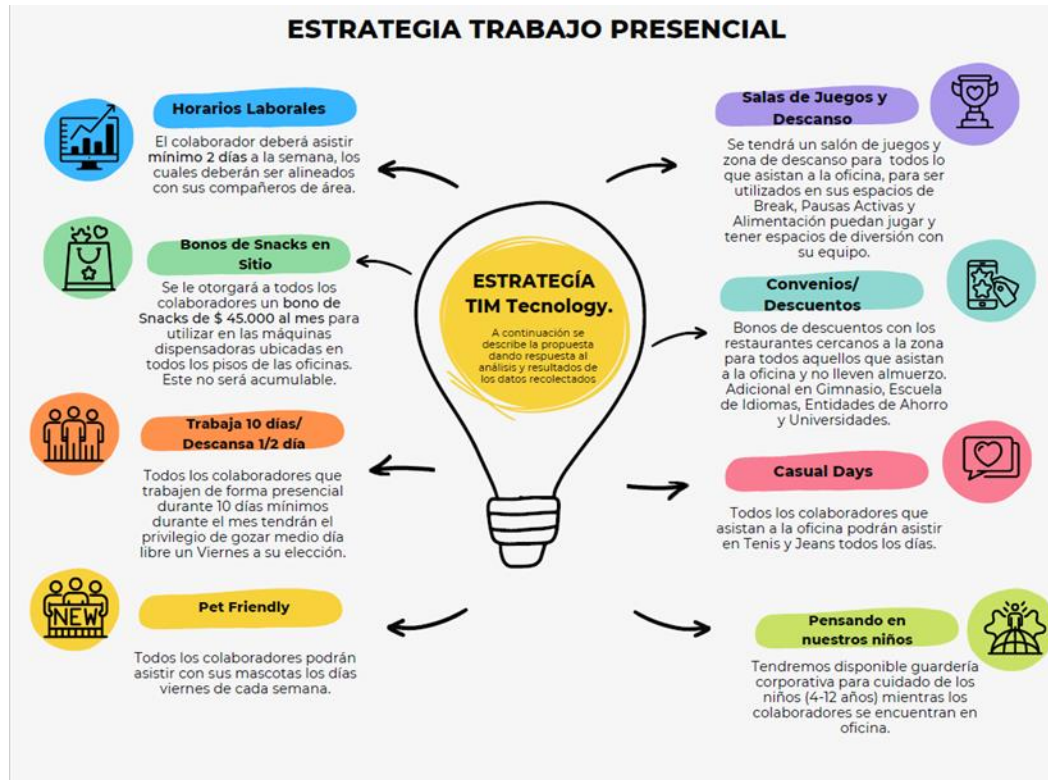 ESTRATEGIA TRABAJO PRESENCIAL
Horarios Laborales
El colaborador deberá asistir
mínimo 2 días a la semana, los
cuales deberán ser alineados
con sus compañeros de área.
Bonos de Snacks en
Sitio
Se le otorgará a todos los
colaboradores un bono de
Snacks de $ 45.000 al mes para
utilizar en las máquinas
dispensadoras ubicadas en
todos los pisos de las oficinas.
Este no será acumulable.
Trabaja 10 días/
Descansa 1/2 día
Todos los colaboradores que
trabajen de forma presencial
durante 10 días mínimos
durante el mes tendrán el
privilegio de gozar medio día
libre un Viernes a su elección.
NEW
Pet Friendly
Todos los colaboradores podrán
asistir con sus mascotas los días
viernes de cada semana.
ESTRATEGÍA
TIM Tecnology.
A continuación se
describe la propuesta
dando respuesta al
análisis y resultados de
los datos recolectados
Salas de Juegos y
Descanso
Se tendrá un salón de juegos y
zona de descanso para todos lo
que asistan a la oficina, para ser
utilizados en sus espacios de
Break, Pausas Activas y
Alimentación puedan jugar y
tener espacios de diversión con
su equipo.
Convenios/
Descuentos
Bonos de descuentos con los
restaurantes cercanos a la zona
para todos aquellos que asistan
a la oficina y no lleven almuerzo.
Adicional en Gimnasio, Escuela
de Idiomas, Entidades de Ahorro
y Universidades.
Casual Days
Todos los colaboradores que
asistan a la oficina podrán asistir
en Tenis y Jeans todos los días.
Pensando en
nuestros niños
Tendremos disponible guardería
corporativa para cuidado de los
niños (4-12 años) mientras los
colaboradores se encuentran en
oficina.